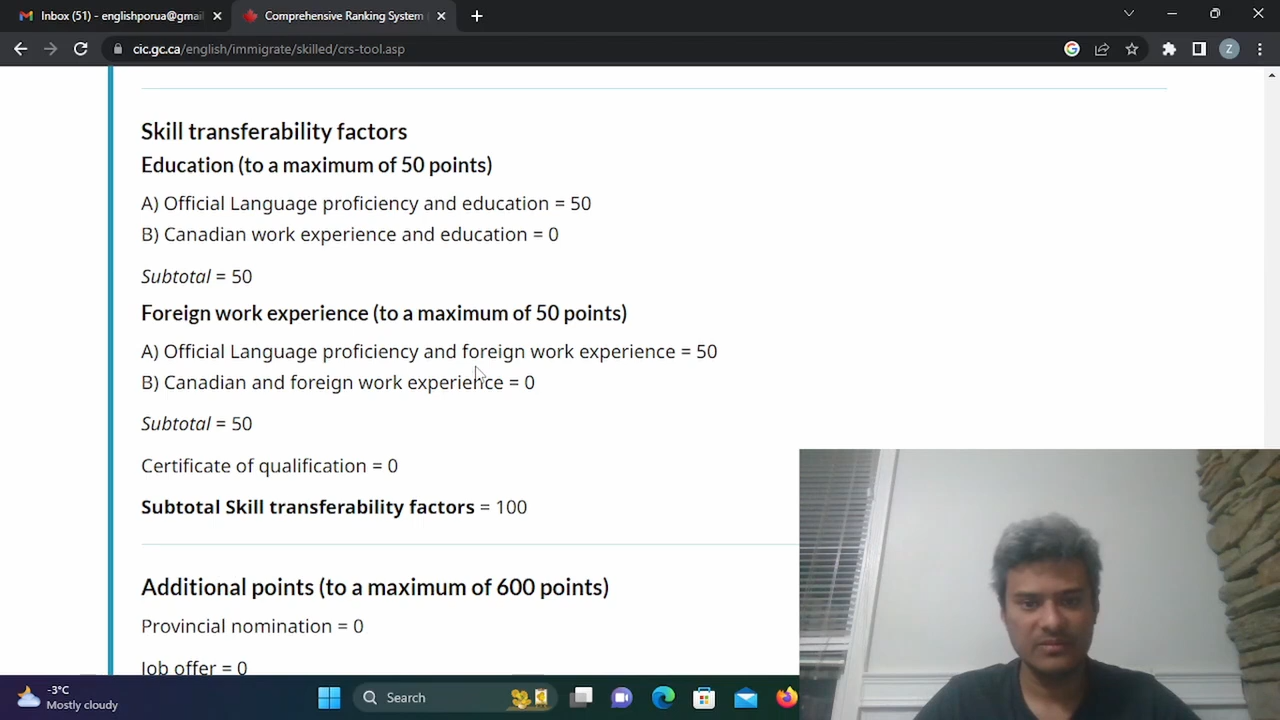 Inbox (51) - englishporua@gmail
Comprehensive Ranking System
cic.gc.ca/english/immigrate/skilled/crs-tool.asp
Z
Skill transferability factors
Education (to a maximum of 50 points)
A) Official Language proficiency and education = 50
B) Canadian work experience and education = 0
Subtotal = 50
Foreign work experience (to a maximum of 50 points)
A) Official Language proficiency and foreign work experience = 50
B) Canadian and foreign work experience = 0
Subtotal = 50
Certificate of qualification = 0
Subtotal Skill transferability factors = 100
Additional points (to a maximum of 600 points)
Provincial nomination = 0
Job offer = 0
-3°C
Mostly cloudy
Search